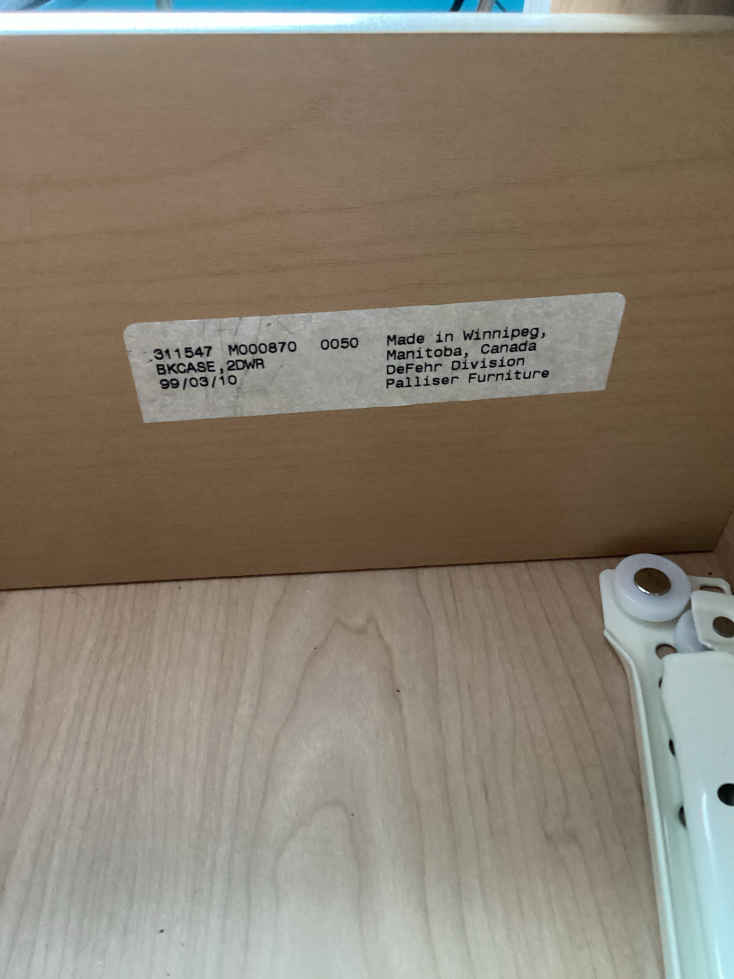 311547 M000870 0050
BKCASE,2DWR
99/03/10
Made in Winnipeg,
Manitoba, Canada
DeFehr Division
Palliser Furniture